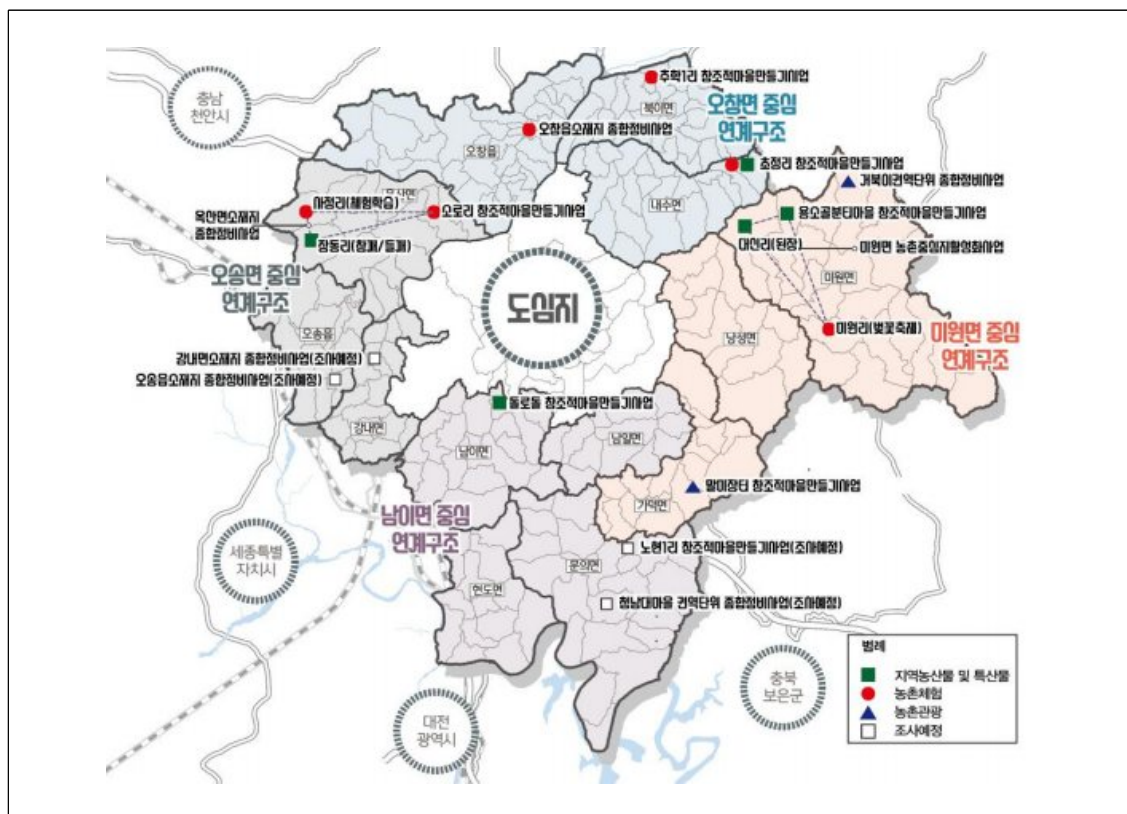 충남
천안시
추학1리 창조적마을만들기사업
북이면
오창면 중심
연계구조
오창읍소재지 종합정비사업
오창읍
초정리 창조적마을만들기사업
거북이권역단위 종합정비사업
내수면
사정리(체험학습)
오로리 창조적마을만들기사업
옥산면소재지
종합정비사업
장동리(참깨/들깨)
용소골분티마을 창조적마을만들기사업
대신리(된장)
미원면 농촌중심지활성화사업
미원면
오송면 중심
연계구조
도심지
오송읍
낭성면
미원리(벚꽃축제)
미원면 중심
연계구조
강내면소재지 종합정비사업(조사예정)
오송읍소재지 종합정비사업(조사예정)
강내면
돌로돌 창조적마을만들기사업
남이면
남일면
가덕면
말미장터 창조적마을만들기사업
남이면 중심
연계구조
노현1리 창조적마을만들기사업(조사예정)
문의면
세종특별
자치시
현도면
청남대마을 권역단위 종합정비사업(조사예정)
대전
광역시
충북
보은군
범례
지역농산물 및 특산물
농촌체험
농촌관광
조사예정